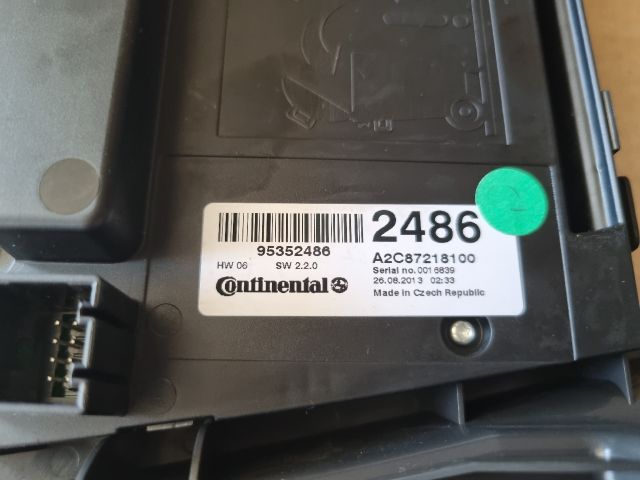 2486
95352486
A2C87218100
HW 06 SW 2.2.0
Serial no. 0016839
26.08.2013 02:33
Continental
Made in Czech Republic